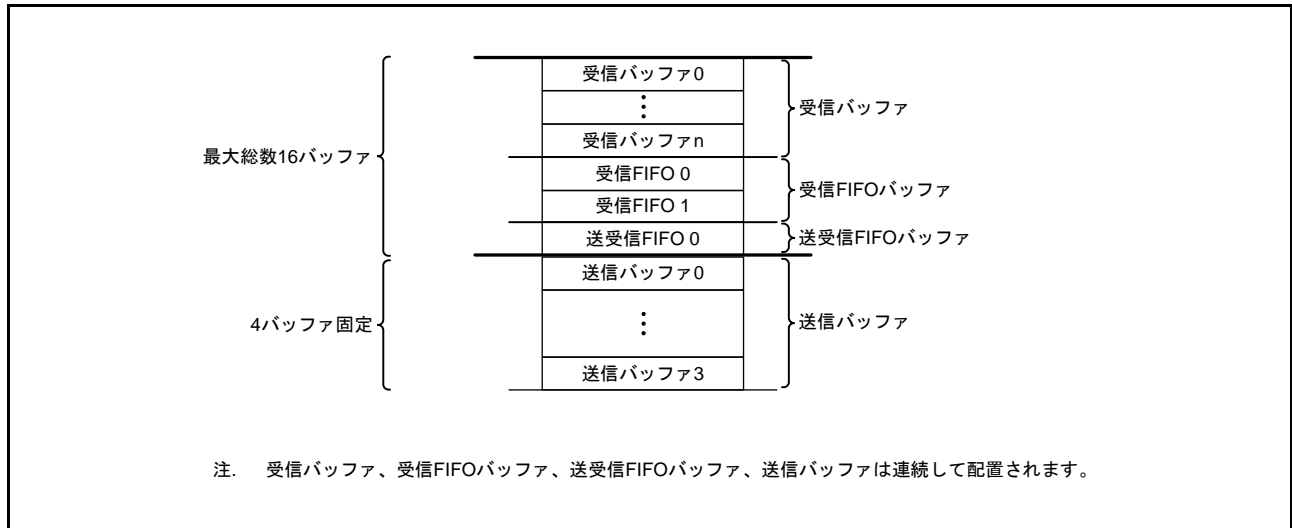 受信バッファ0
受信バッファ
受信バッファn
最大総数16バッファ
受信FIFO 0
受信FIFOバッファ
受信FIFO 1
送受信FIFO 0
送受信FIFOバッファ
送信バッファ0
4バッファ固定
送信バッファ
送信バッファ3
注. 受信バッファ、受信FIFOバッファ、送受信FIFOバッファ、送信バッファは連続して配置されます。